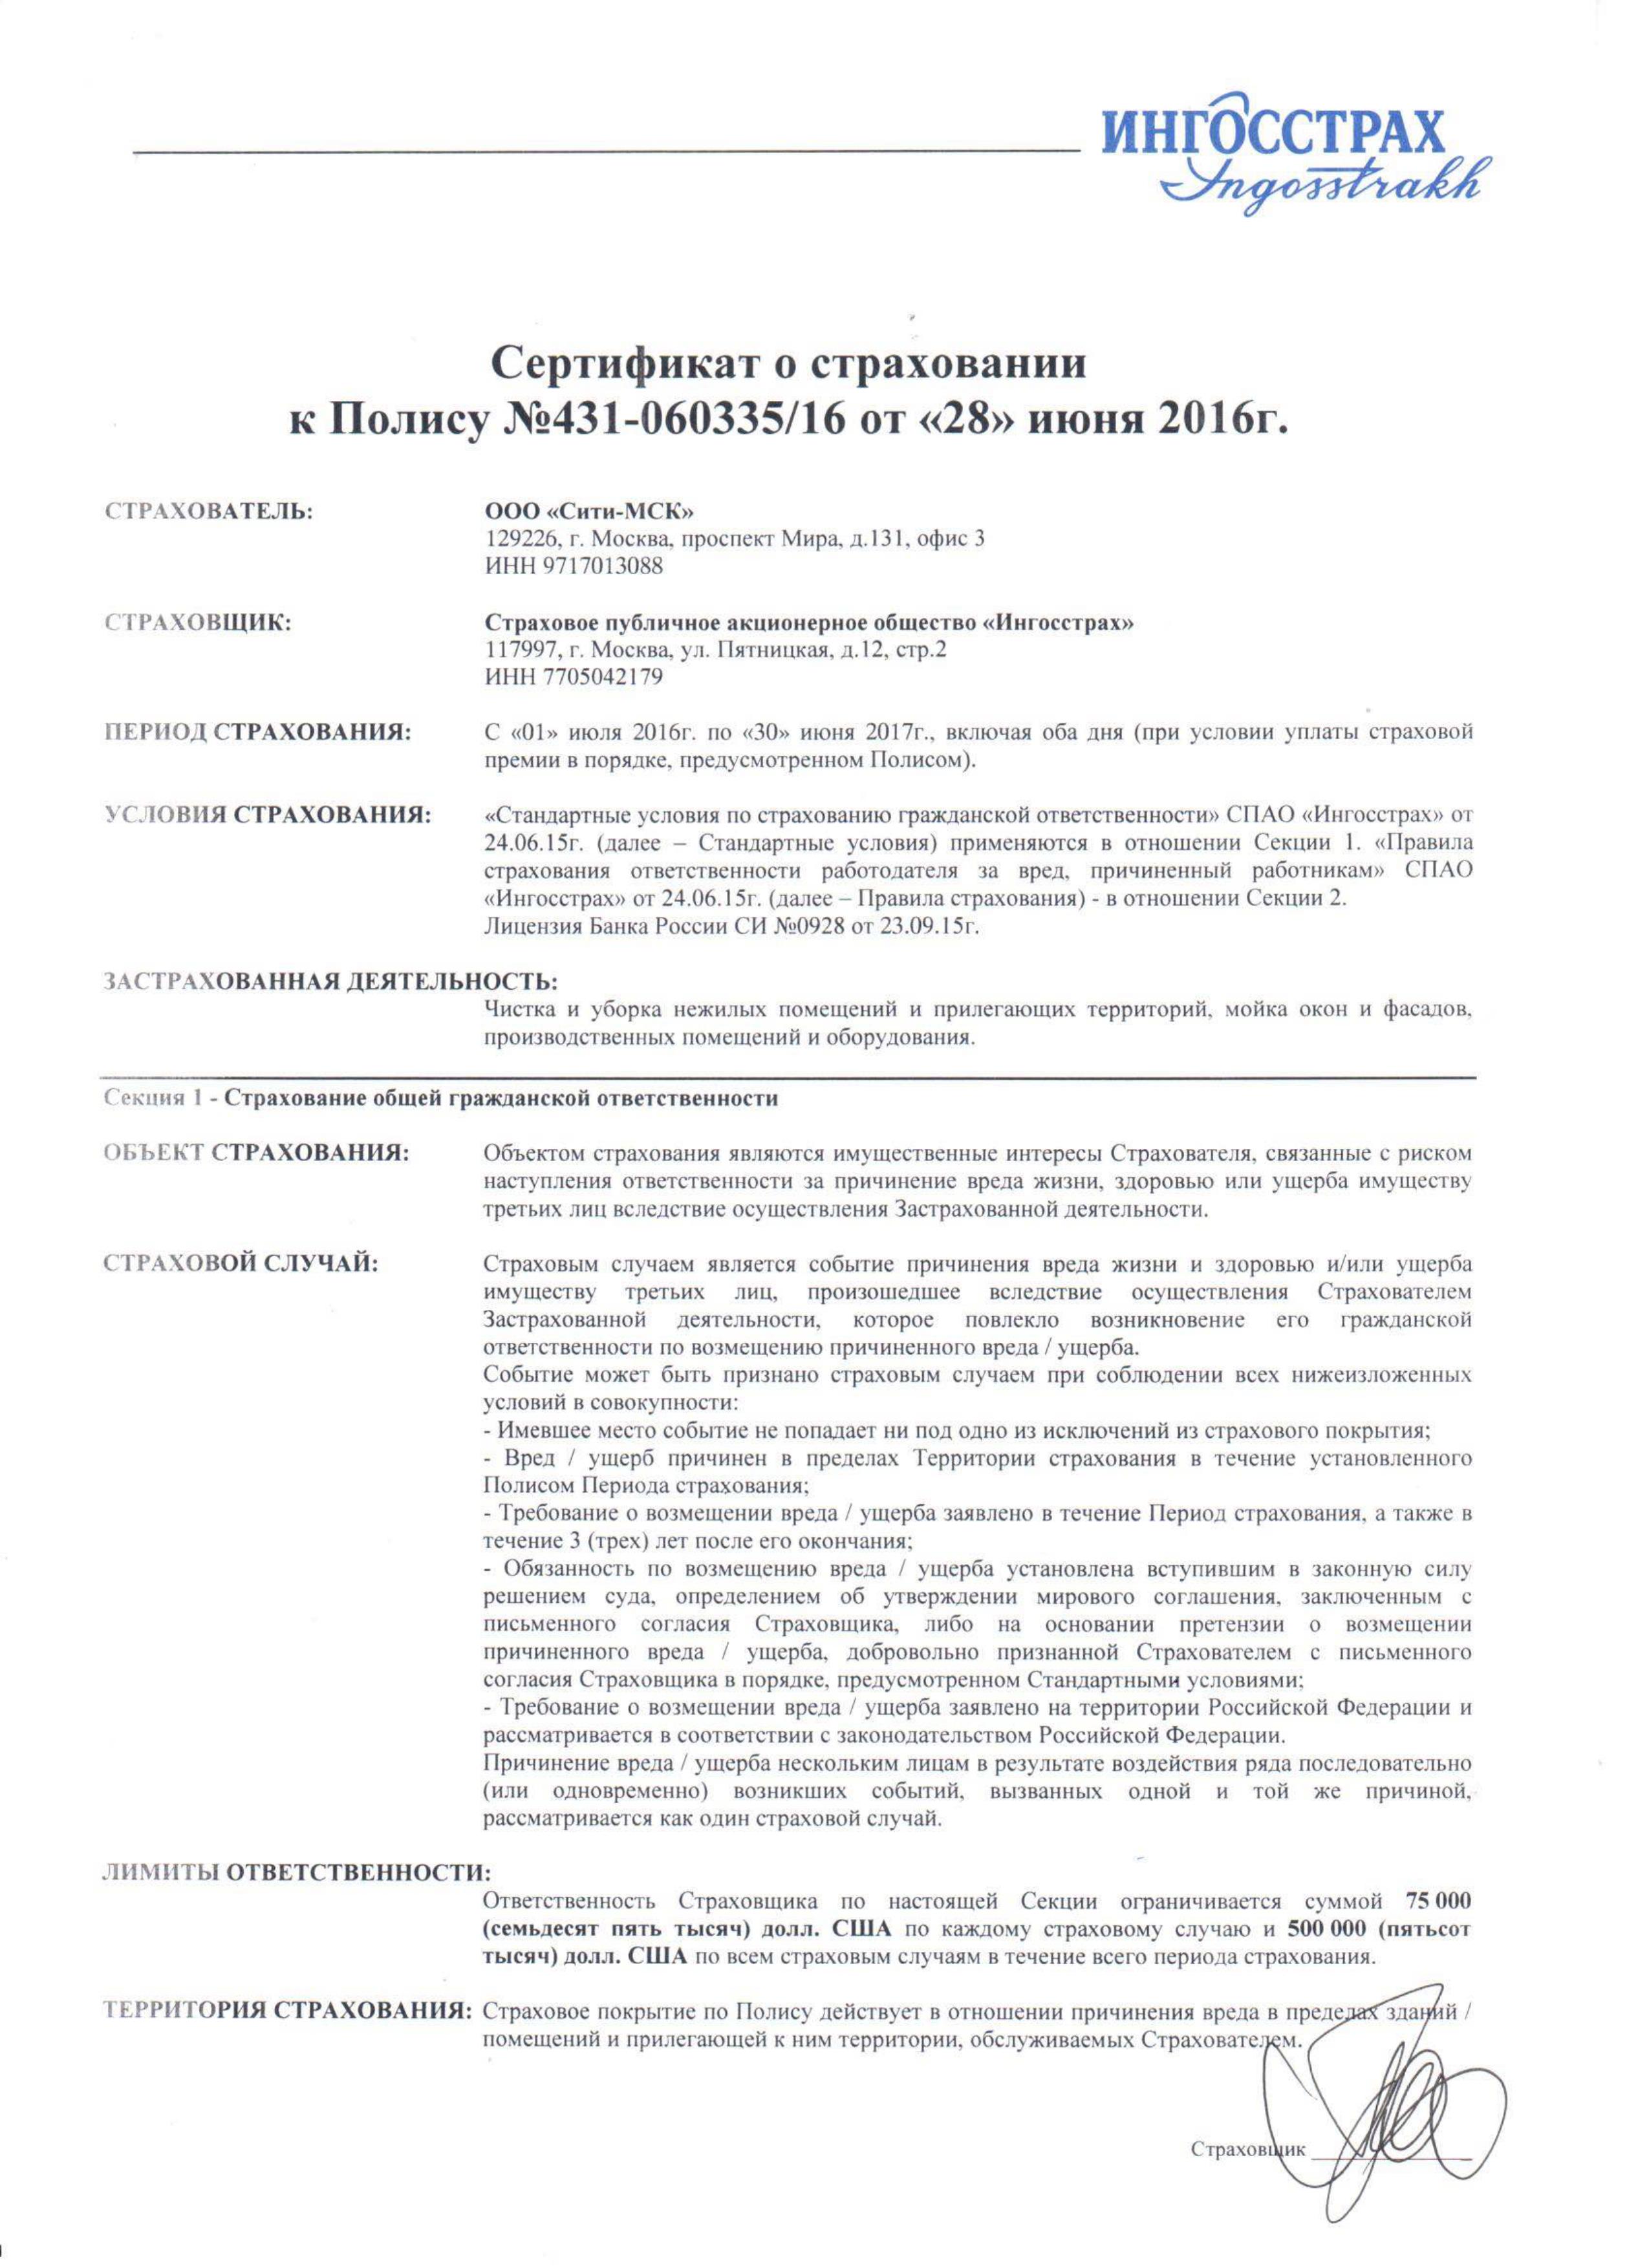 ИНГОССТРАХ
Ingosstrakh
Сертификат о страховании
к Полису №431-060335/16 от «28» июня 2016г.
СТРАХОВАТЕЛЬ: ООО «Сити-МСК»
129226, г. Москва, проспект Мира, д.131, офис 3
ИНН 9717013088
СТРАХОВЩИК: Страховое публичное акционерное общество «Ингосстрах»
117997, г. Москва, ул. Пятницкая, д.12, стр.2
ИНН 7705042179
ПЕРИОД СТРАХОВАНИЯ: С «01» июля 2016г. по «30» июня 2017г., включая оба дня (при условии уплаты страховой
премии в порядке, предусмотренном Полисом).
УСЛОВИЯ СТРАХОВАНИЯ: «Стандартные условия по страхованию гражданской ответственности» СПАО «Ингосстрах» от
24.06.15г. (далее – Стандартные условия) применяются в отношении Секции 1. «Правила
страхования ответственности работодателя за вред, причиненный работникам» СПАО
«Ингосстрах» от 24.06.15г. (далее – Правила страхования) - в отношении Секции 2.
Лицензия Банка России СИ №0928 от 23.09.15г.
ЗАСТРАХОВАННАЯ ДЕЯТЕЛЬНОСТЬ:
Чистка и уборка нежилых помещений и прилегающих территорий, мойка окон и фасадов,
производственных помещений и оборудования.
Секция 1 - Страхование общей гражданской ответственности
ОБЪЕКТ СТРАХОВАНИЯ: Объектом страхования являются имущественные интересы Страхователя, связанные с риском
наступления ответственности за причинение вреда жизни, здоровью или ущерба имуществу
третьих лиц вследствие осуществления Застрахованной деятельности.
СТРАХОВОЙ СЛУЧАЙ: Страховым случаем является событие причинения вреда жизни и здоровью и/или ущерба
имуществу третьих лиц, произошедшее вследствие осуществления Страхователем
Застрахованной деятельности, которое повлекло возникновение его гражданской
ответственности по возмещению причиненного вреда / ущерба.
Событие может быть признано страховым случаем при соблюдении всех нижеизложенных
условий в совокупности:
- Имевшее место событие не попадает ни под одно из исключений из страхового покрытия;
- Вред / ущерб причинен в пределах Территории страхования в течение установленного
Полисом Периода страхования;
- Требование о возмещении вреда / ущерба заявлено в течение Период страхования, а также в
течение 3 (трех) лет после его окончания;
- Обязанность по возмещению вреда / ущерба установлена вступившим в законную силу
решением суда, определением об утверждении мирового соглашения, заключенным с
письменного согласия Страховщика, либо на основании претензии о возмещении
причиненного вреда / ущерба, добровольно признанной Страхователем с письменного
согласия Страховщика в порядке, предусмотренном Стандартными условиями;
- Требование о возмещении вреда / ущерба заявлено на территории Российской Федерации и
рассматривается в соответствии с законодательством Российской Федерации.
Причинение вреда / ущерба нескольким лицам в результате воздействия ряда последовательно
(или одновременно) возникших событий, вызванных одной и той же причиной,
рассматривается как один страховой случай.
ЛИМИТЫ ОТВЕТСТВЕННОСТИ:
Ответственность Страховщика по настоящей Секции ограничивается суммой 75 000
(семьдесят пять тысяч) долл. США по каждому страховому случаю и 500 000 (пятьсот
тысяч) долл. США по всем страховым случаям в течение всего периода страхования.
ТЕРРИТОРИЯ СТРАХОВАНИЯ: Страховое покрытие по Полису действует в отношении причинения вреда в пределах зданий /
помещений и прилегающей к ним территории, обслуживаемых Страхователем.
Страховщик